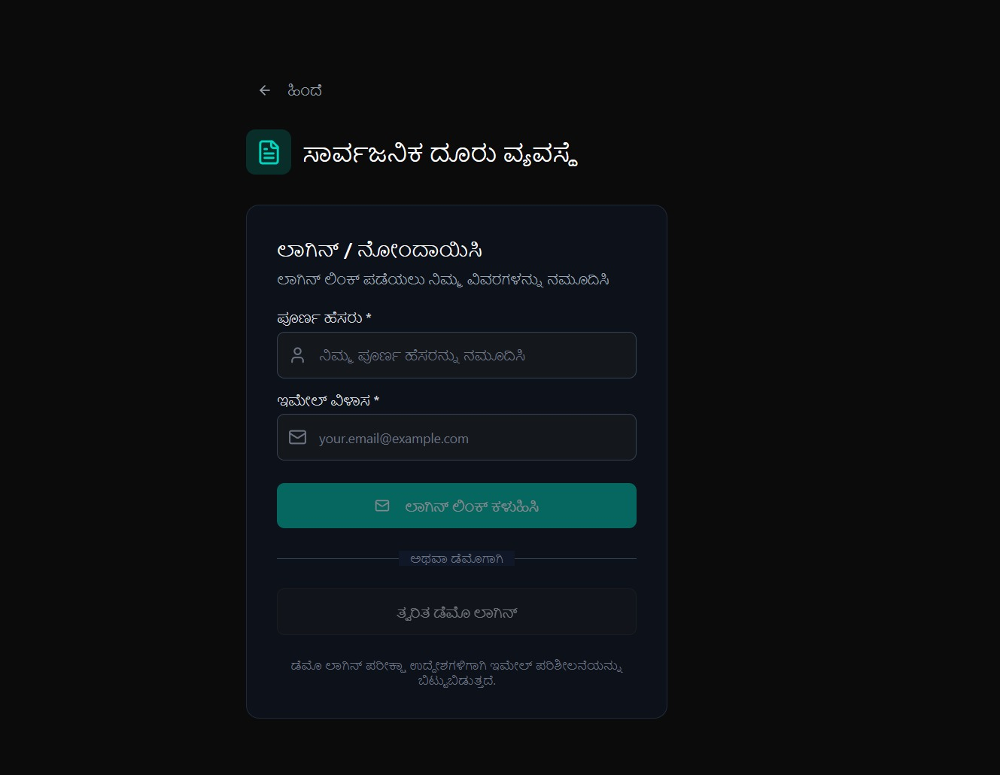 ಹಿಂದೆ
ಸಾರ್ವಜನಿಕ ದೂರು ವ್ಯವಸ್ಥೆ
ಲಾಗಿನ್ / ನೋಂದಾಯಿಸಿ
ಲಾಗಿನ್ ಲಿಂಕ್ ಪಡೆಯಲು ನಿಮ್ಮ ವಿವರಗಳನ್ನು ನಮೂದಿಸಿ
ಪೂರ್ಣ ಹೆಸರು *
ನಿಮ್ಮ ಪೂರ್ಣ ಹೆಸರನ್ನು ನಮೂದಿಸಿ
ಇಮೇಲ್ ವಿಳಾಸ *
your.email@example.com
ಲಾಗಿನ್ ಲಿಂಕ್ ಕಳುಹಿಸಿ
ಅಥವಾ ಡೆಮೊಗಾಗಿ
ತ್ವರಿತ ಡೆಮೊ ಲಾಗಿನ್
ಡೆಮೊ ಲಾಗಿನ್ ಪರೀಕ್ಷಾ ಉದ್ದೇಶಗಳಿಗಾಗಿ ಇಮೇಲ್ ಪರಿಶೀಲನೆಯನ್ನು
ಬಿಟ್ಟುಬಿಡುತ್ತದೆ.